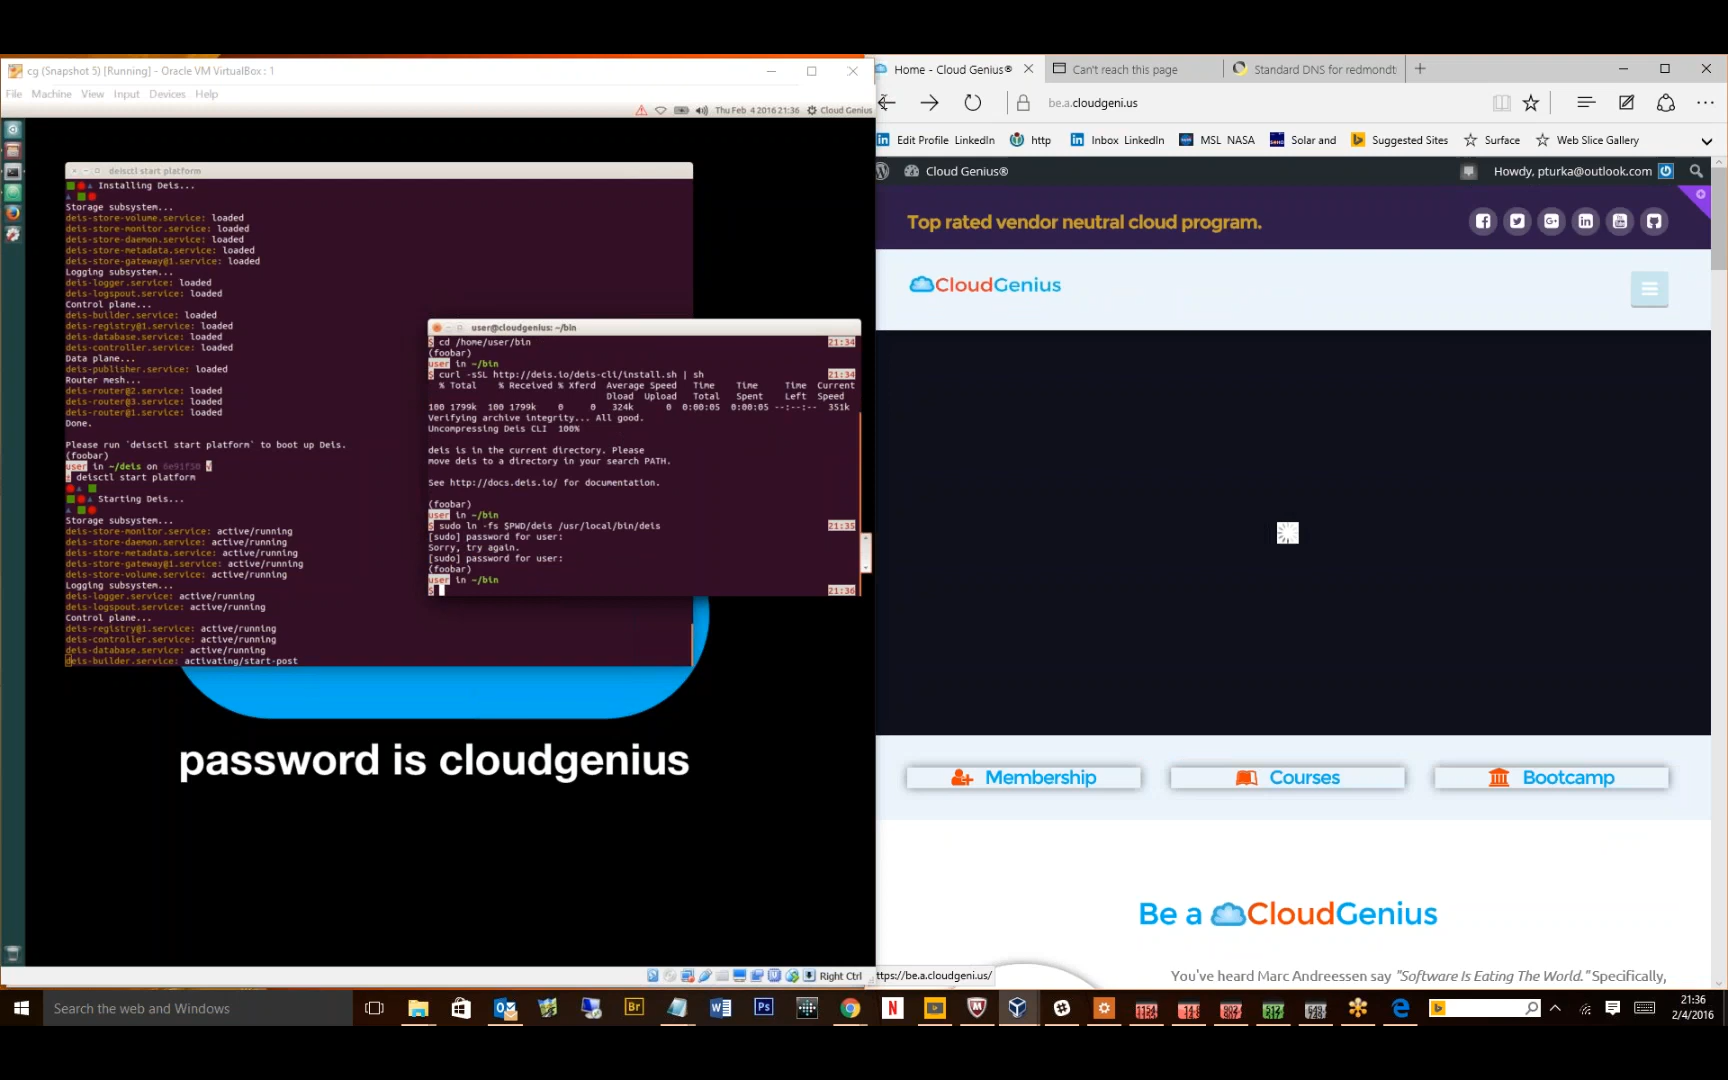 cg (Snapshot 5) [Running] - Oracle VM VirtualBox : 1
File Machine View Input Devices Help
Thu Feb 4 2016 21:36 Cloud Genius
deisctl start platform
Installing Deis...
Storage subsystem...
deis-store-volume.service: loaded
deis-store-monitor.service: loaded
deis-store-daemon.service: loaded
deis-store-metadata.service: loaded
deis-store-gateway@1.service: loaded
Logging subsystem...
deis-logger.service: loaded
deis-logspout.service: loaded
Control plane...
deis-builder.service: loaded
deis-registry@1.service: loaded
deis-database.service: loaded
deis-controller.service: loaded
Data plane...
deis-publisher.service: loaded
Router mesh...
deis-router@2.service: loaded
deis-router@3.service: loaded
deis-router@1.service: loaded
Done.
Please run `deisctl start platform` to boot up Deis.
(foobar)
user in ~/deis on 6e91f50 √
$ deisctl start platform
Starting Deis...
Storage subsystem...
deis-store-monitor.service: active/running
deis-store-daemon.service: active/running
deis-store-metadata.service: active/running
deis-store-gateway@1.service: active/running
deis-store-volume.service: active/running
Logging subsystem...
deis-logger.service: active/running
deis-logspout.service: active/running
Control plane...
deis-registry@1.service: active/running
deis-controller.service: active/running
deis-database.service: active/running
deis-builder.service: activating/start-post
user@cloudgenius: ~/bin
$ cd /home/user/bin 21:34
(foobar)
user in ~/bin
$ curl -sSL http://deis.io/deis-cli/install.sh | sh 21:34
% Total % Received % Xferd Average Speed Time Time Time Current
Dload Upload Total Spent Left Speed
100 1799k 100 1799k 0 0 324k 0 0:00:05 0:00:05 --:--:-- 351k
Verifying archive integrity... All good.
Uncompressing Deis CLI 100%
deis is in the current directory. Please
move deis to a directory in your search PATH.
See http://docs.deis.io/ for documentation.
(foobar)
user in ~/bin
$ sudo ln -fs $PWD/deis /usr/local/bin/deis 21:35
[sudo] password for user:
Sorry, try again.
[sudo] password for user:
(foobar)
user in ~/bin
$ 21:36
password is cloudgenius
Right Ctrl
Home - Cloud Genius®
Can't reach this page
Standard DNS for redmondt
be.a.cloudgeni.us
Edit Profile LinkedIn http Inbox LinkedIn MSL NASA Solar and Suggested Sites Surface Web Slice Gallery
Cloud Genius® Howdy, pturka@outlook.com
Top rated vendor neutral cloud program.
CloudGenius
Membership Courses Bootcamp
Be a CloudGenius
You've heard Marc Andreessen say "Software Is Eating The World." Specifically,
ttps://be.a.cloudgeni.us/
Search the web and Windows
21:36
2/4/2016